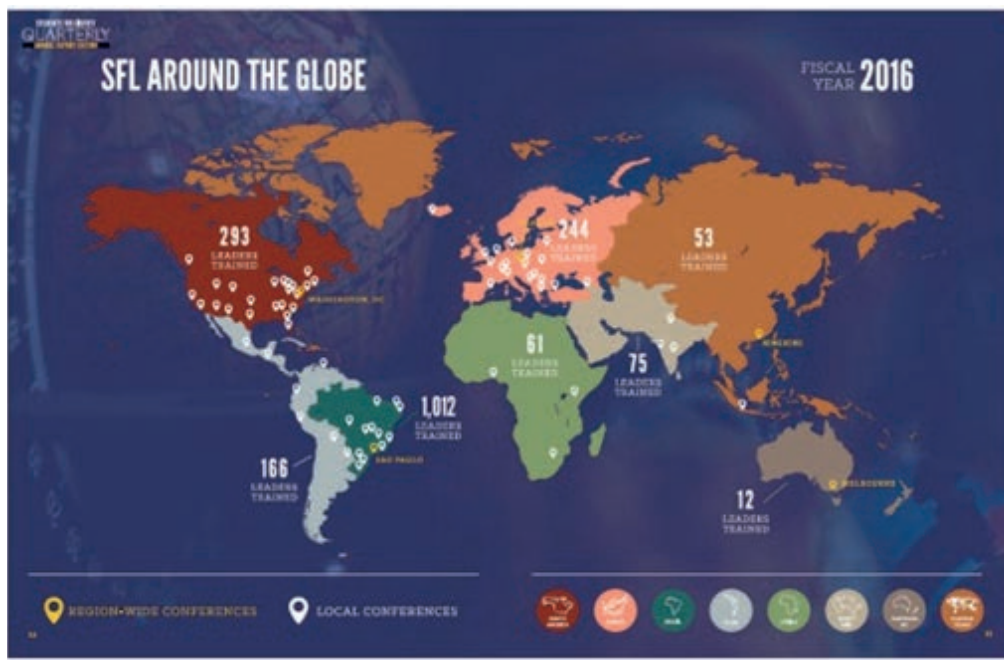 QUARTERLY
SFL AROUND THE GLOBE
FISCAL
YEAR 2016
293
LEADERS
TRAINED
WASHINGTON, DC
244
LEADERS
TRAINED
53
LEADERS
TRAINED
HONG KONG
61
LEADERS
TRAINED
75
LEADERS
TRAINED
1,012
LEADERS
TRAINED
SAO PAULO
166
LEADERS
TRAINED
12
LEADERS
TRAINED
MELBOURNE
REGION-WIDE CONFERENCES
LOCAL CONFERENCES